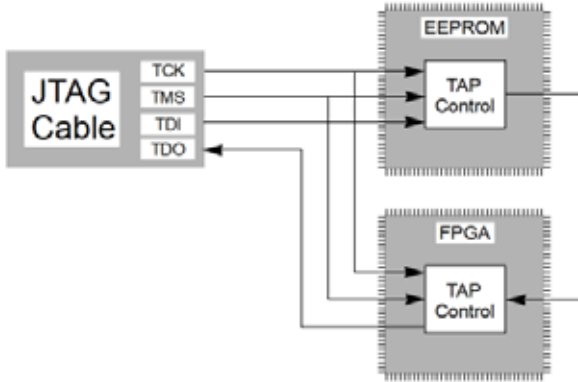 EEPROM
JTAG
Cable
TCK
TMS
TDI
TDO
TAP
Control
FPGA
TAP
Control